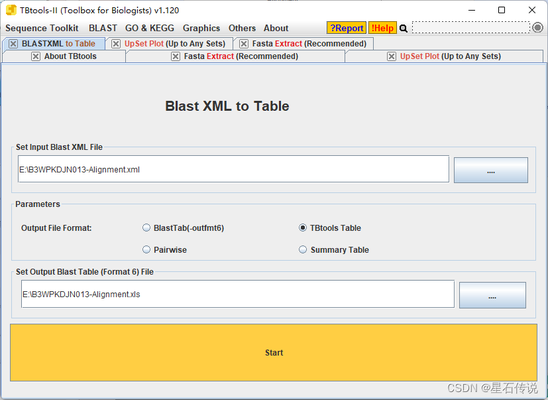 TBtools-II (Toolbox for Biologists) v1.120
Sequence Toolkit BLAST GO & KEGG Graphics Others About ?Report !Help
BLASTXML to Table UpSet Plot (Up to Any Sets) Fasta Extract (Recommended)
About TBtools Fasta Extract (Recommended) UpSet Plot (Up to Any Sets)
Blast XML to Table
Set Input Blast XML File
E:\B3WPKDJN013-Alignment.xml ....
Parameters
Output File Format: BlastTab(-outfmt6) TBtools Table
Pairwise Summary Table
Set Output Blast Table (Format 6) File
E:\B3WPKDJN013-Alignment.xls ....
Start
CSDN @星石传说